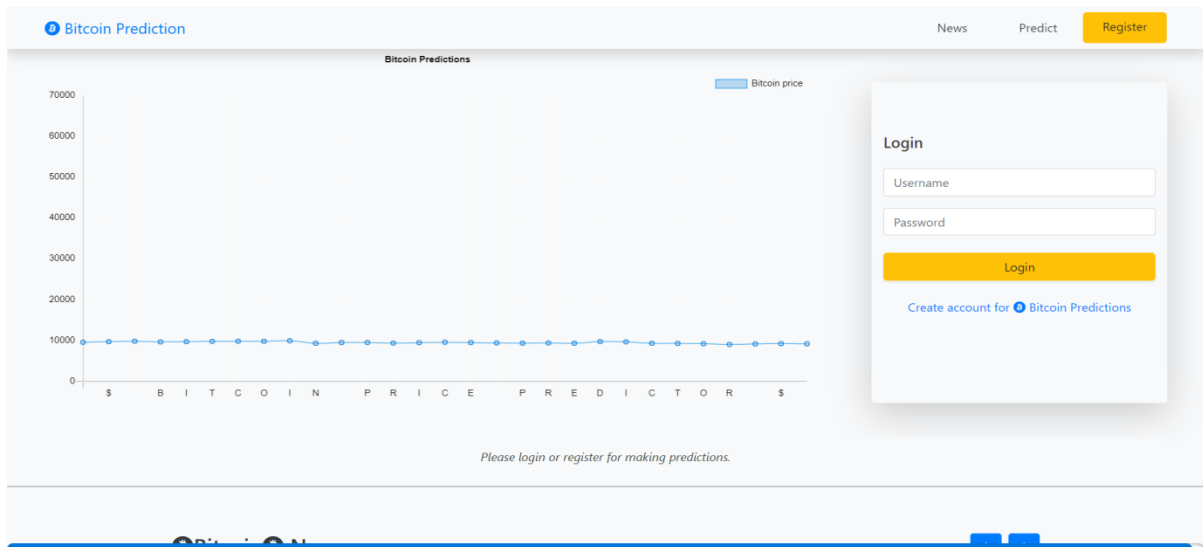 Bitcoin Prediction News Predict Register
Bitcoin Predictions
Bitcoin price
70000
60000
50000
40000
30000
20000
10000
0
$ B I T C O I N P R I C E P R E D I C T O R $
Login
Username
Password
Login
Create account for Bitcoin Predictions
Please login or register for making predictions.